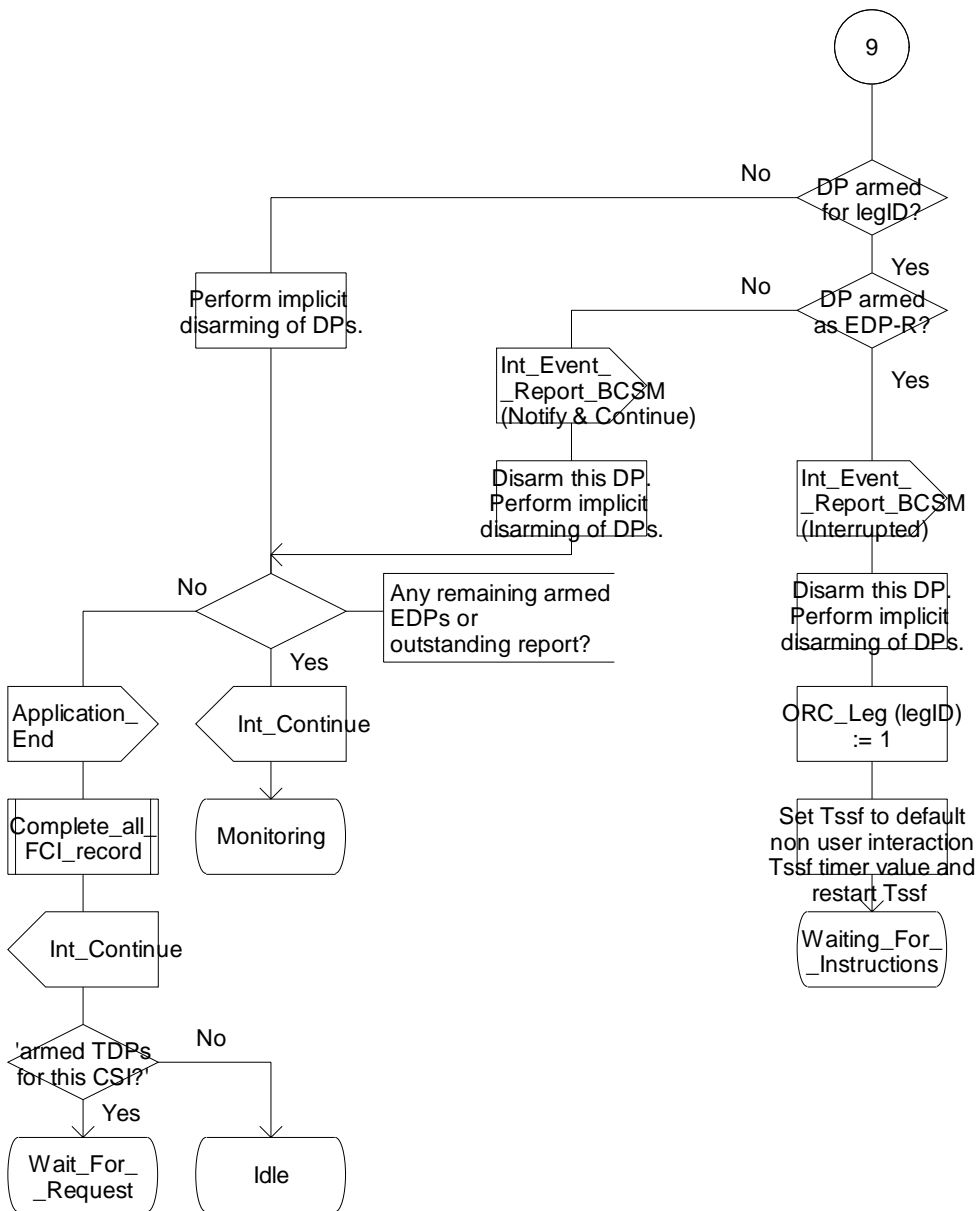 9
No
DP armed
for legID?
Yes
No
DP armed
as EDP-R?
Perform implicit
disarming of DPs.
Int_Event_
_Report_BCSM
(Notify & Continue)
Yes
Disarm this DP.
Perform implicit
disarming of DPs.
Int_Event_
_Report_BCSM
(Interrupted)
No
Any remaining armed
EDPs or
outstanding report?
Yes
Disarm this DP.
Perform implicit
disarming of DPs.
Application_
End
Int_Continue
ORC_Leg (legID)
:= 1
Complete_all_
FCI_record
Monitoring
Set Tssf to default
non user interaction
Tssf timer value and
restart Tssf
Int_Continue
Waiting_For_
_Instructions
'armed TDPs
for this CSI?'
No
Yes
Wait_For_
_Request
Idle